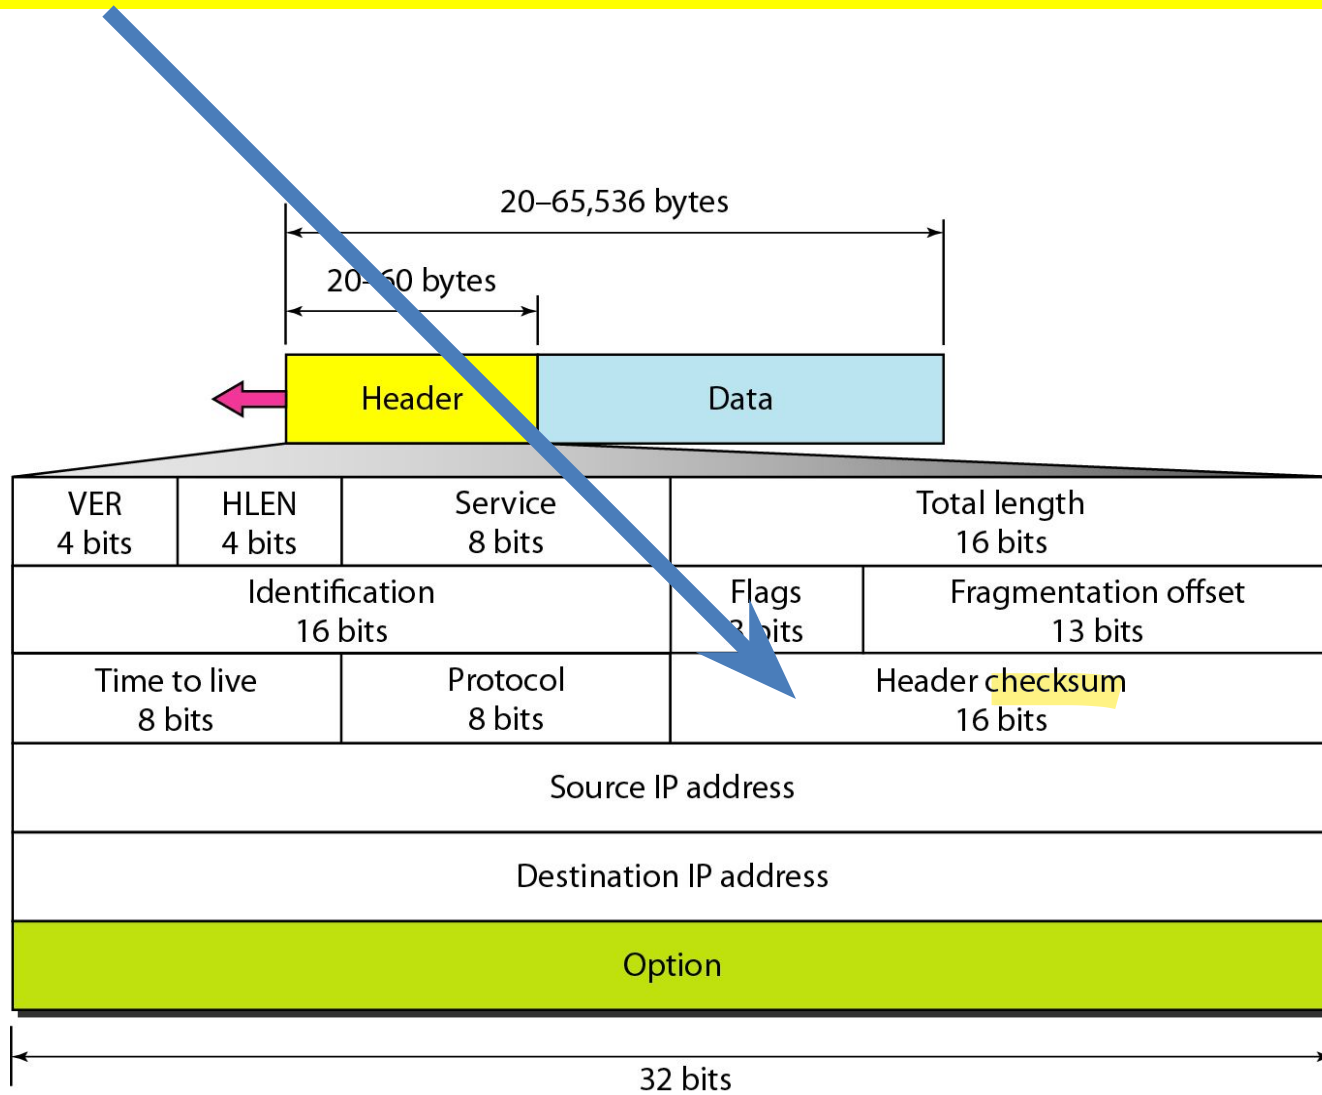 20–65,536 bytes
20–60 bytes
Header
Data
VER
4 bits
HLEN
4 bits
Service
8 bits
Total length
16 bits
Identification
16 bits
Flags
3 bits
Fragmentation offset
13 bits
Time to live
8 bits
Protocol
8 bits
Header checksum
16 bits
Source IP address
Destination IP address
Option
32 bits